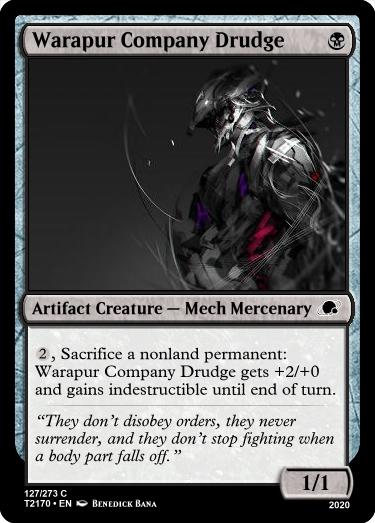 Warapur Company Drudge
Artifact Creature — Mech Mercenary
2, Sacrifice a nonland permanent:
Warapur Company Drudge gets +2/+0
and gains indestructible until end of turn.
“They don’t disobey orders, they never
surrender, and they don’t stop fighting when
a body part falls off.”
1/1
127/273 C
T2170 • EN Benedick Bana
2020